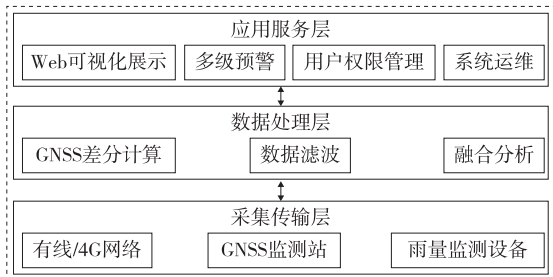 应用服务层
Web可视化展示 多级预警 用户权限管理 系统运维
数据处理层
GNSS差分计算 数据滤波 融合分析
采集传输层
有线/4G网络 GNSS监测站 雨量监测设备